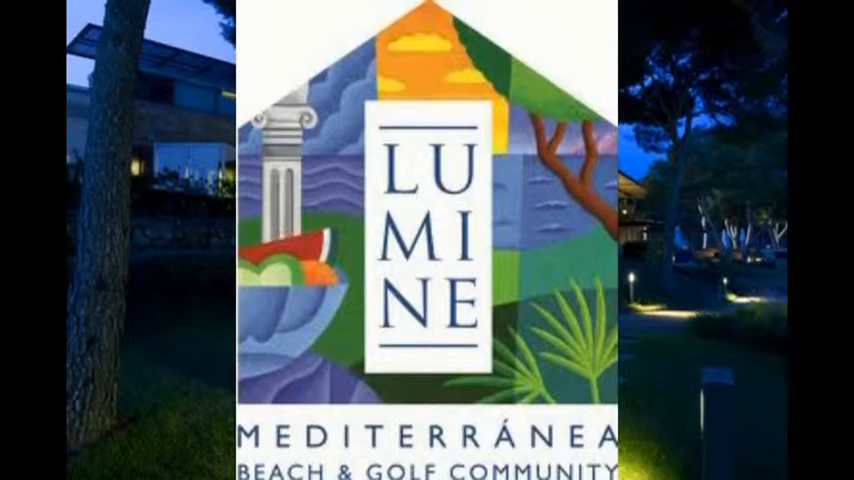 LU
MI
NE
MEDITERRÁNEA
BEACH & GOLF COMMUNITY